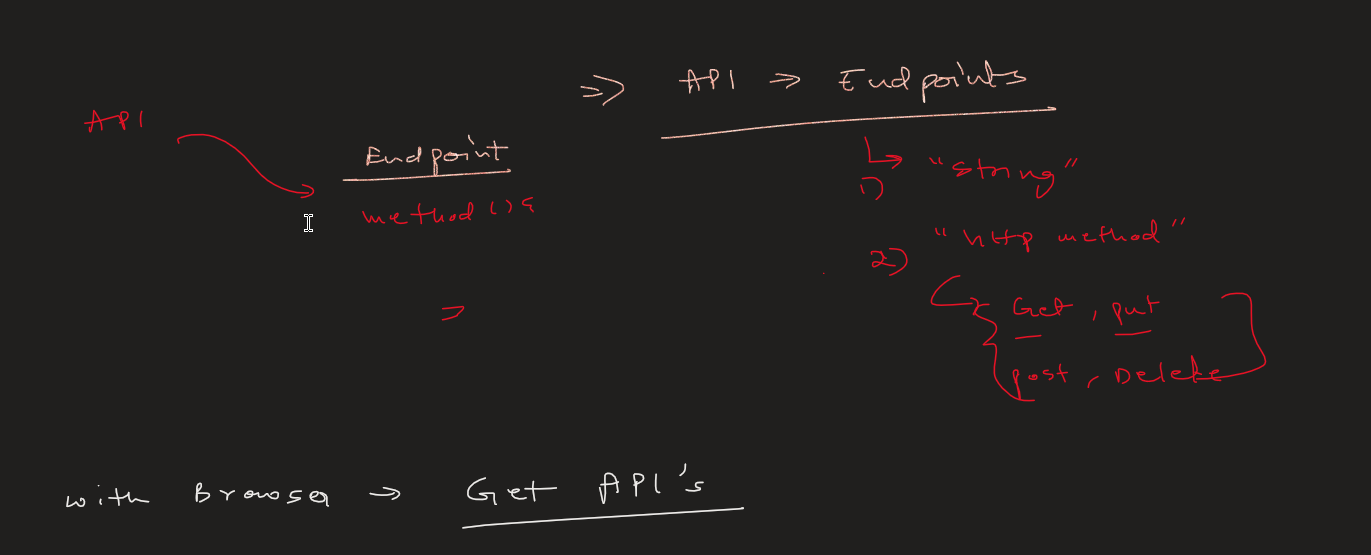 => API → Endpoints
API
Endpoint
method () {
1) → "string"
2) "http method"
Get, put
post, Delete
=>
with Browser → Get API's